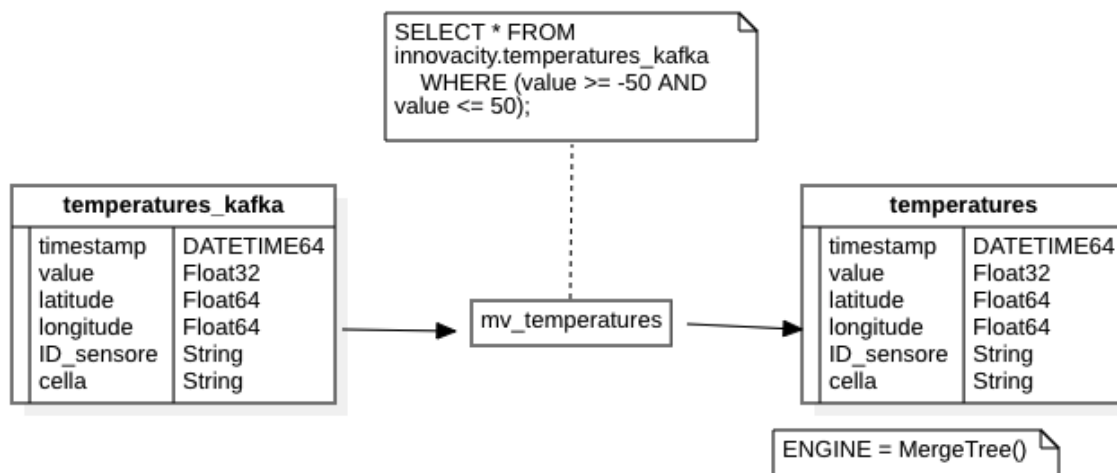 SELECT * FROM
innovacity.temperatures_kafka
WHERE (value >= -50 AND
value <= 50);
temperatures_kafka
timestamp DATETIME64
value Float32
latitude Float64
longitude Float64
ID_sensore String
cella String
mv_temperatures
temperatures
timestamp DATETIME64
value Float32
latitude Float64
longitude Float64
ID_sensore String
cella String
ENGINE = MergeTree()